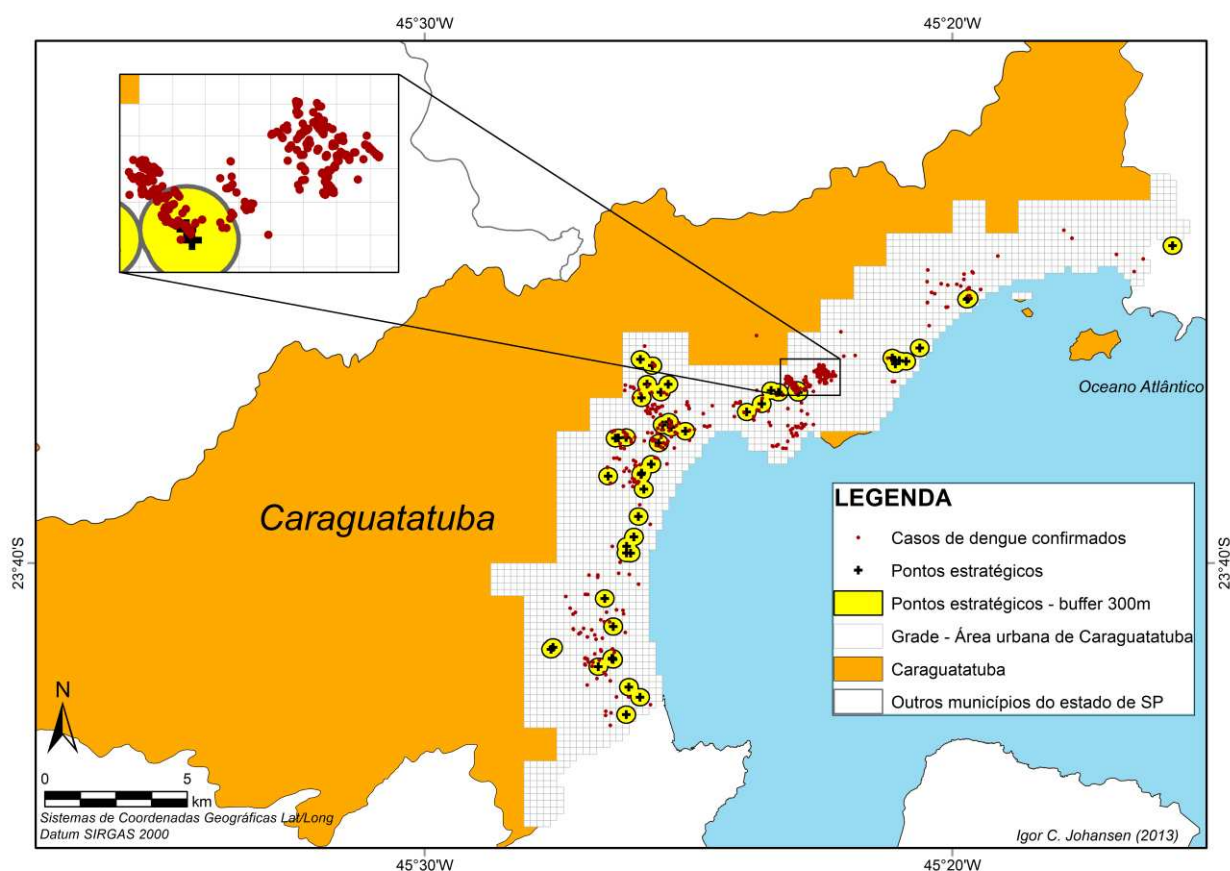 45°30'W
45°20'W
Oceano Atlântico
Caraguatatuba
23°40'S
23°40'S
LEGENDA
Casos de dengue confirmados
Pontos estratégicos
Pontos estratégicos - buffer 300m
Grade - Área urbana de Caraguatatuba
Caraguatatuba
Outros municípios do estado de SP
N
0
5
km
Sistemas de Coordenadas Geográficas Lat/Long
Datum SIRGAS 2000
Igor C. Johansen (2013)
45°30'W
45°20'W